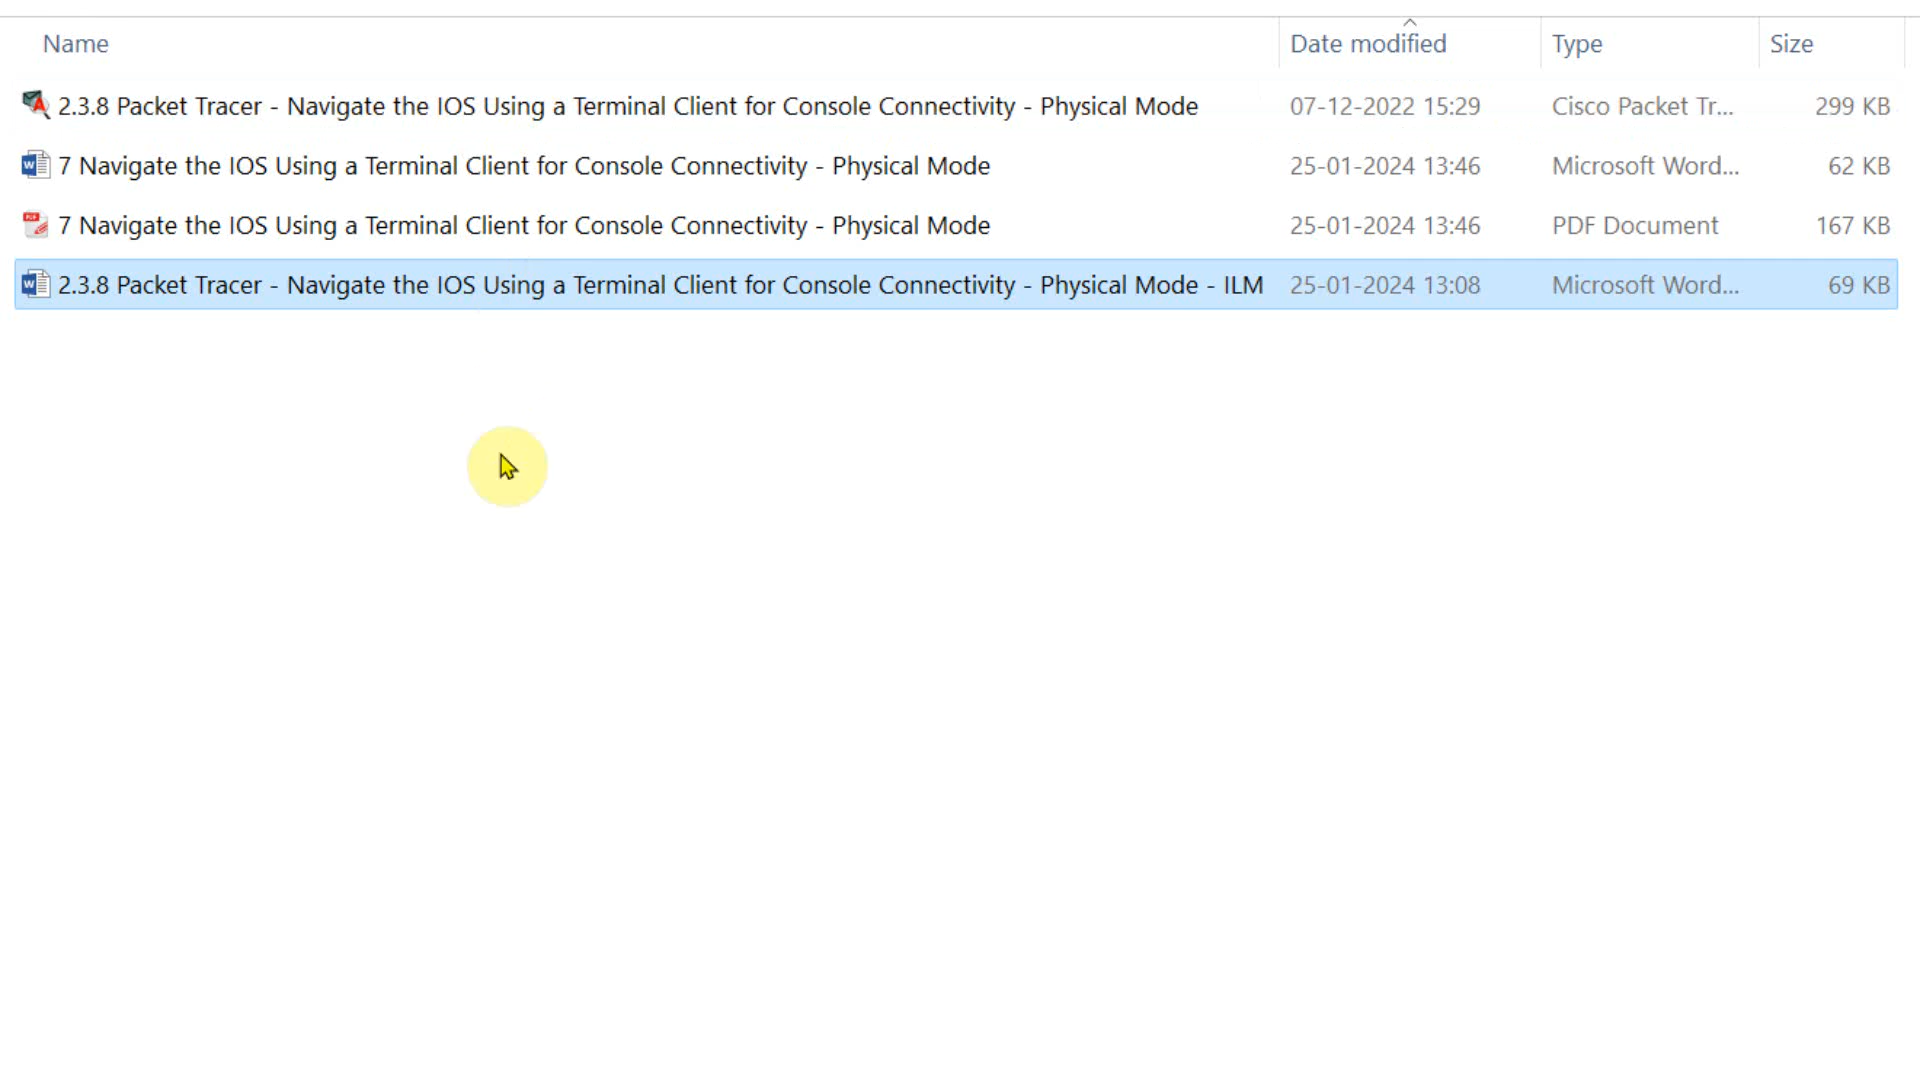 Name Date modified Type Size
2.3.8 Packet Tracer - Navigate the IOS Using a Terminal Client for Console Connectivity - Physical Mode 07-12-2022 15:29 Cisco Packet Tr... 299 KB
7 Navigate the IOS Using a Terminal Client for Console Connectivity - Physical Mode 25-01-2024 13:46 Microsoft Word... 62 KB
7 Navigate the IOS Using a Terminal Client for Console Connectivity - Physical Mode 25-01-2024 13:46 PDF Document 167 KB
2.3.8 Packet Tracer - Navigate the IOS Using a Terminal Client for Console Connectivity - Physical Mode - ILM 25-01-2024 13:08 Microsoft Word... 69 KB